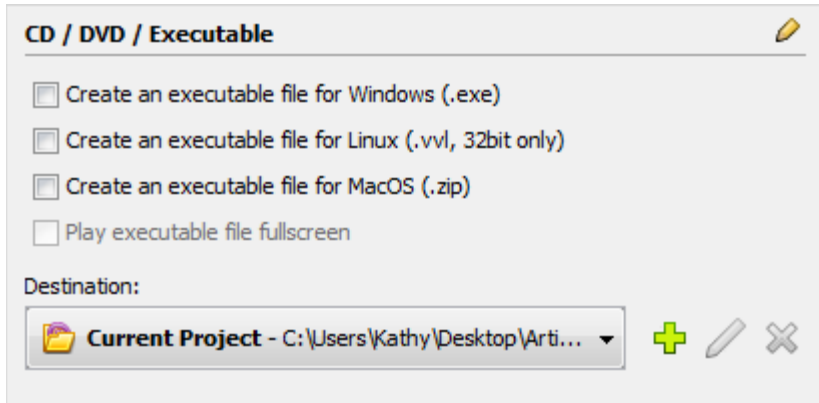 CD / DVD / Executable
Create an executable file for Windows (.exe)
Create an executable file for Linux (.vvl, 32bit only)
Create an executable file for MacOS (.zip)
Play executable file fullscreen
Destination:
Current Project - C:\Users\Kathy\Desktop\Arti...